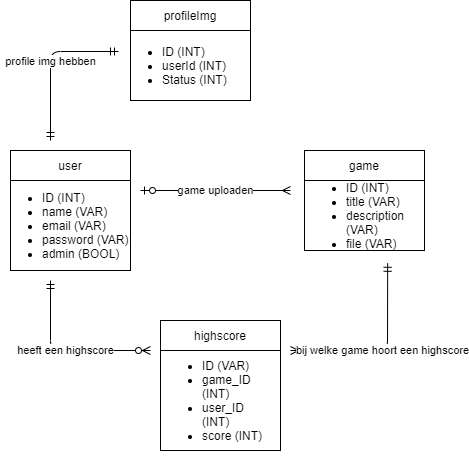 profileImg
ID (INT)
userId (INT)
Status (INT)
profile img hebben
user
ID (INT)
name (VAR)
email (VAR)
password (VAR)
admin (BOOL)
game uploaden
game
ID (INT)
title (VAR)
description
(VAR)
file (VAR)
heeft een highscore
highscore
ID (VAR)
game_ID
(INT)
user_ID
(INT)
score (INT)
bij welke game hoort een highscore